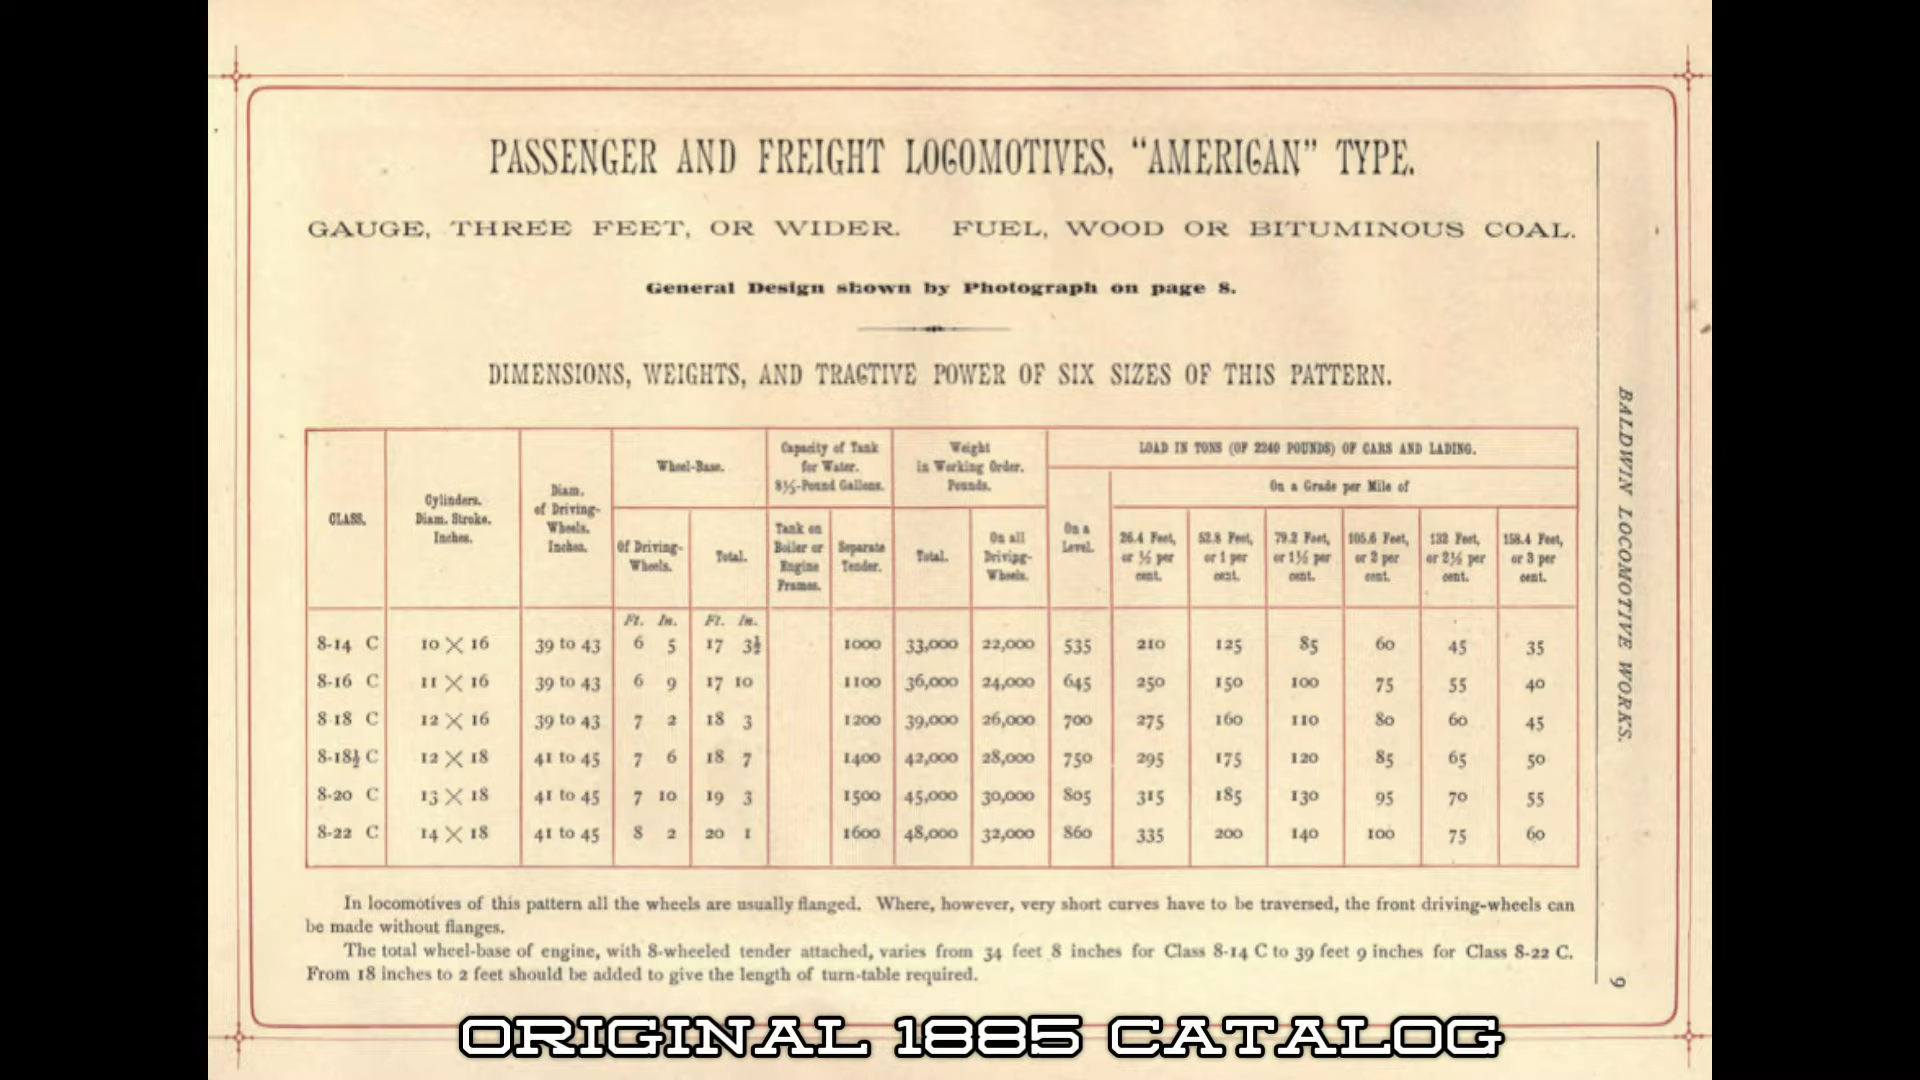 PASSENGER AND FREIGHT LOCOMOTIVES, “AMERICAN” TYPE.
GAUGE, THREE FEET, OR WIDER. FUEL, WOOD OR BITUMINOUS COAL.
General Design shown by Photograph on page 8.
DIMENSIONS, WEIGHTS, AND TRACTIVE POWER OF SIX SIZES OF THIS PATTERN.
CLASS.
Cylinders.
Diam. Stroke.
Inches.
Diam.
of Driving-
Wheels.
Inches.
Wheel-Base.
Of Driving-
Wheels.
Total.
Capacity of Tank
for Water.
8⅓-Pound Gallons.
Tank on
Boiler or
Engine
Frames.
Separate
Tender.
Weight
in Working Order.
Pounds.
Total.
On all
Driving-
Wheels.
LOAD IN TONS (OF 2240 POUNDS) OF CARS AND LADING.
On a
Level.
On a Grade per Mile of
26.4 Feet,
or ½ per
cent.
52.8 Feet,
or 1 per
cent.
79.2 Feet,
or 1½ per
cent.
105.6 Feet,
or 2 per
cent.
132 Feet,
or 2½ per
cent.
158.4 Feet,
or 3 per
cent.
Ft. In. Ft. In.
8-14 C 10 X 16 39 to 43 6 5 17 3½ 1000 33,000 22,000 535 210 125 85 60 45 35
8-16 C 11 X 16 39 to 43 6 9 17 10 1100 36,000 24,000 645 250 150 100 75 55 40
8-18 C 12 X 16 39 to 43 7 2 18 3 1200 39,000 26,000 700 275 160 110 80 60 45
8-18½ C 12 X 18 41 to 45 7 6 18 7 1400 42,000 28,000 750 295 175 120 85 65 50
8-20 C 13 X 18 41 to 45 7 10 19 3 1500 45,000 30,000 805 315 185 130 95 70 55
8-22 C 14 X 18 41 to 45 8 2 20 1 1600 48,000 32,000 860 335 200 140 100 75 60
In locomotives of this pattern all the wheels are usually flanged. Where, however, very short curves have to be traversed, the front driving-wheels can
be made without flanges.
The total wheel-base of engine, with 8-wheeled tender attached, varies from 34 feet 8 inches for Class 8-14 C to 39 feet 9 inches for Class 8-22 C.
From 18 inches to 2 feet should be added to give the length of turn-table required.
BALDWIN LOCOMOTIVE WORKS.
9
ORIGINAL 1885 CATALOG